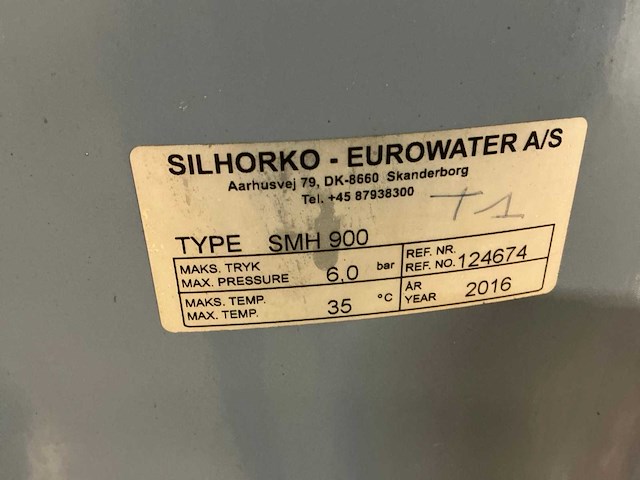 SILHORKO - EUROWATER A/S
Aarhusvej 79, DK-8660 Skanderborg
Tel. +45 87938300
T1
TYPE SMH 900
MAKS. TRYK
MAX. PRESSURE 6,0 bar
REF. NR.
REF. NO. 124674
MAKS. TEMP.
MAX. TEMP. 35 °C
ÅR
YEAR 2016